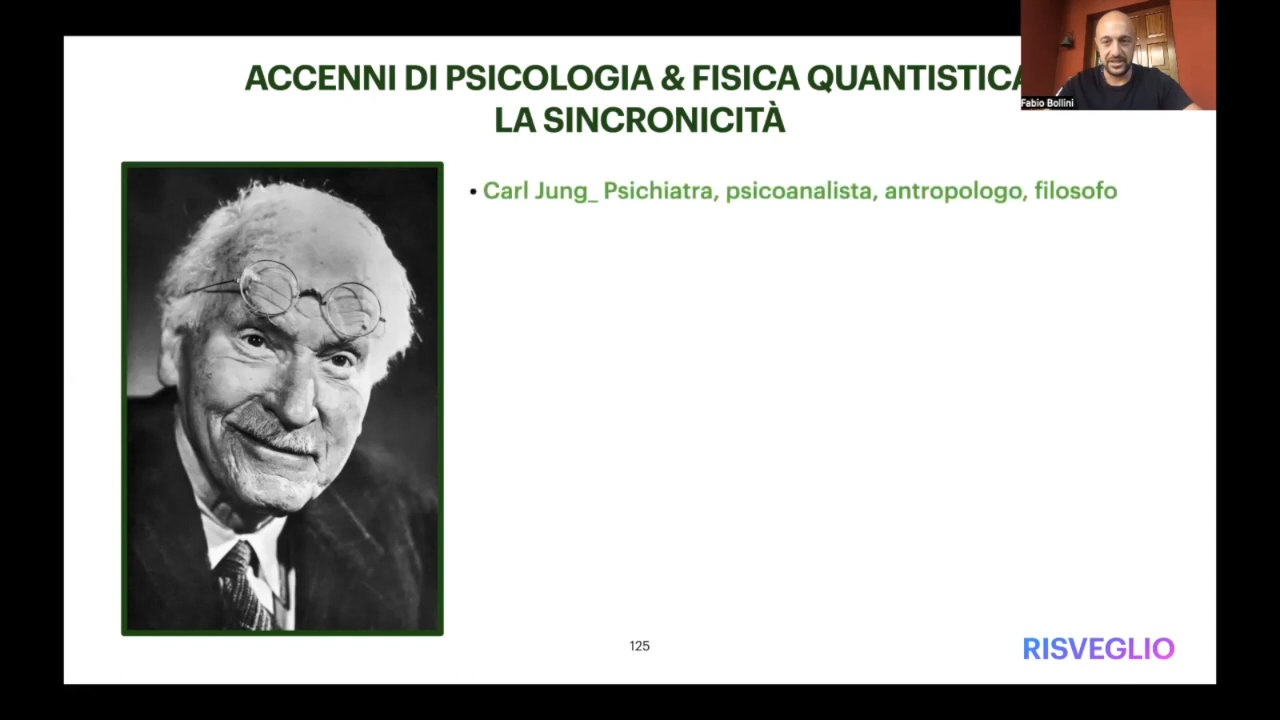 ACCENNI DI PSICOLOGIA & FISICA QUANTISTICA
LA SINCRONICITÀ
Fabio Bollini
• Carl Jung_ Psichiatra, psicoanalista, antropologo, filosofo
125
RISVEGLIO